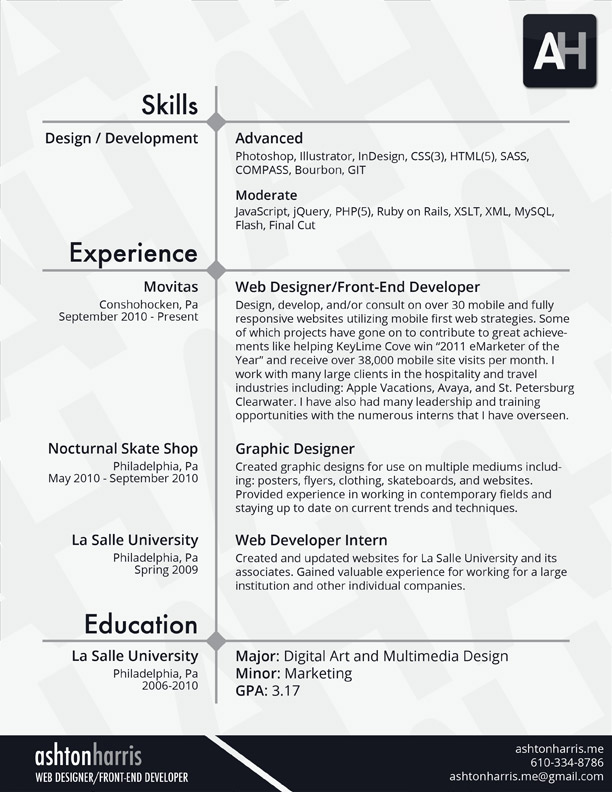 AH
Skills
Design / Development
Advanced
Photoshop, Illustrator, InDesign, CSS(3), HTML(5), SASS,
COMPASS, Bourbon, GIT
Moderate
JavaScript, jQuery, PHP(5), Ruby on Rails, XSLT, XML, MySQL,
Flash, Final Cut
Experience
Movitas
Conshohocken, Pa
September 2010 - Present
Web Designer/Front-End Developer
Design, develop, and/or consult on over 30 mobile and fully
responsive websites utilizing mobile first web strategies. Some
of which projects have gone on to contribute to great achieve-
ments like helping KeyLime Cove win “2011 eMarketer of the
Year” and receive over 38,000 mobile site visits per month. I
work with many large clients in the hospitality and travel
industries including: Apple Vacations, Avaya, and St. Petersburg
Clearwater. I have also had many leadership and training
opportunities with the numerous interns that I have overseen.
Nocturnal Skate Shop
Philadelphia, Pa
May 2010 - September 2010
Graphic Designer
Created graphic designs for use on multiple mediums includ-
ing: posters, flyers, clothing, skateboards, and websites.
Provided experience in working in contemporary fields and
staying up to date on current trends and techniques.
La Salle University
Philadelphia, Pa
Spring 2009
Web Developer Intern
Created and updated websites for La Salle University and its
associates. Gained valuable experience for working for a large
institution and other individual companies.
Education
La Salle University
Philadelphia, Pa
2006-2010
Major: Digital Art and Multimedia Design
Minor: Marketing
GPA: 3.17
ashtonharris
WEB DESIGNER/FRONT-END DEVELOPER
ashtonharris.me
610-334-8786
ashtonharris.me@gmail.com